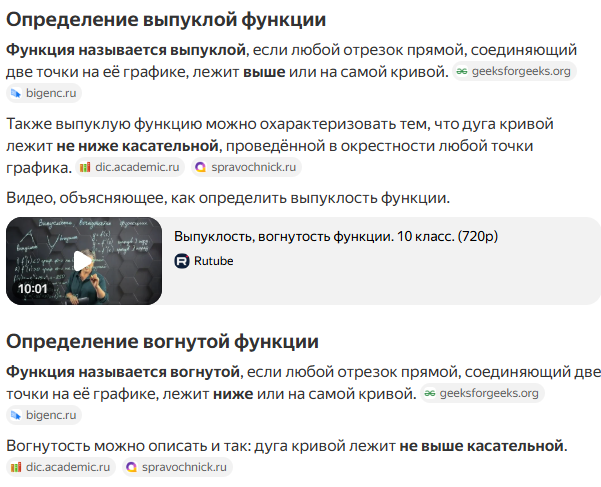 Определение выпуклой функции
Функция называется выпуклой, если любой отрезок прямой, соединяющий
две точки на её графике, лежит выше или на самой кривой. geeksforgeeks.org
bigenc.ru
Также выпуклую функцию можно охарактеризовать тем, что дуга кривой
лежит не ниже касательной, проведённой в окрестности любой точки
графика. dic.academic.ru spravochnick.ru
Видео, объясняющее, как определить выпуклость функции.
10:01
Выпуклость, вогнутость функции. 10 класс. (720p)
Rutube
Определение вогнутой функции
Функция называется вогнутой, если любой отрезок прямой, соединяющий две
точки на её графике, лежит ниже или на самой кривой. geeksforgeeks.org
bigenc.ru
Вогнутость можно описать и так: дуга кривой лежит не выше касательной.
dic.academic.ru spravochnick.ru